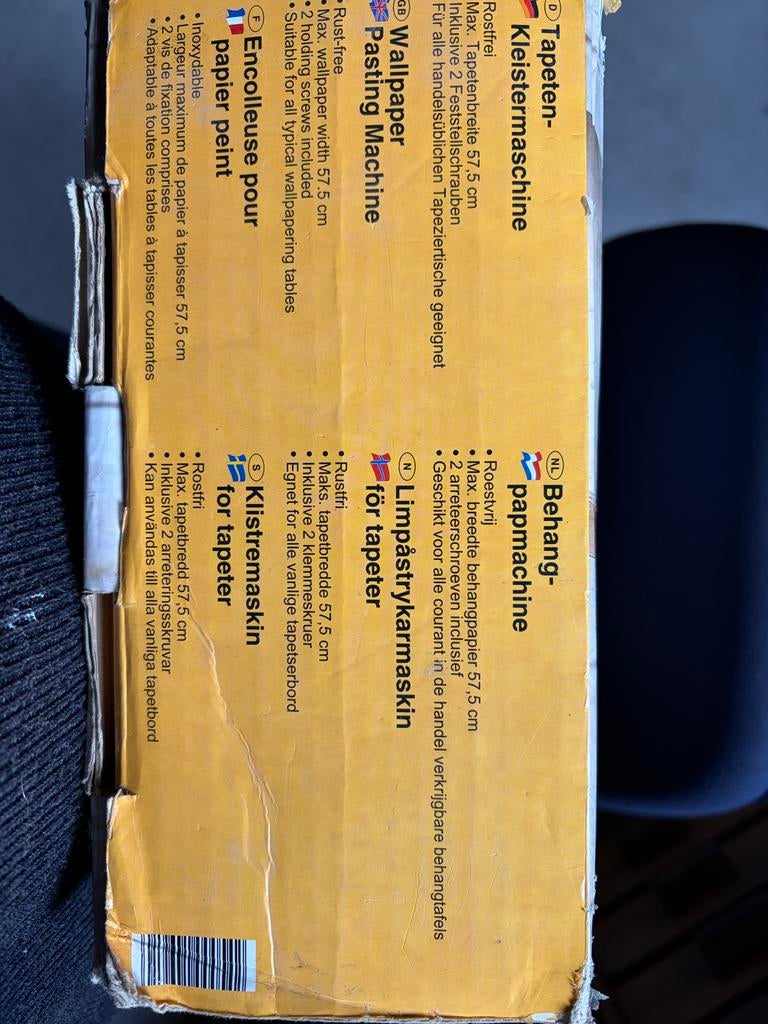 D Tapeten-
Kleistermaschine
Rostfrei
Max. Tapetenbreite 57,5 cm
Inklusive 2 Feststellschrauben
Für alle handelsüblichen Tapeziertische geeignet
GB Wallpaper
Pasting Machine
• Rust-free
• Max. wallpaper width 57.5 cm
• 2 holding screws included
• Suitable for all typical wallpapering tables
F Encolleuse pour
papier peint
• Inoxydable
• Largeur maximum de papier à tapisser 57,5 cm
• 2 vis de fixation comprises
• Adaptable à toutes les tables à tapisser courantes
NL Behang-
papmachine
• Roestvrij
• Max. breedte behangpapier 57,5 cm
• 2 arreteerschroeven inclusief
• Geschikt voor alle courant in de handel verkrijgbare behangtafels
N Limpåstrykarmaskin
för tapeter
• Rustfri
• Maks. tapetbredde 57,5 cm
• Inklusive 2 klemmeskruer
• Egnet for alle vanlige tapetserbord
S Klistremaskin
for tapeter
• Rostfri
• Max. tapetbredd 57,5 cm
• Inklusive 2 arreteringsskruvar
• Kan användas till alla vanliga tapetbord